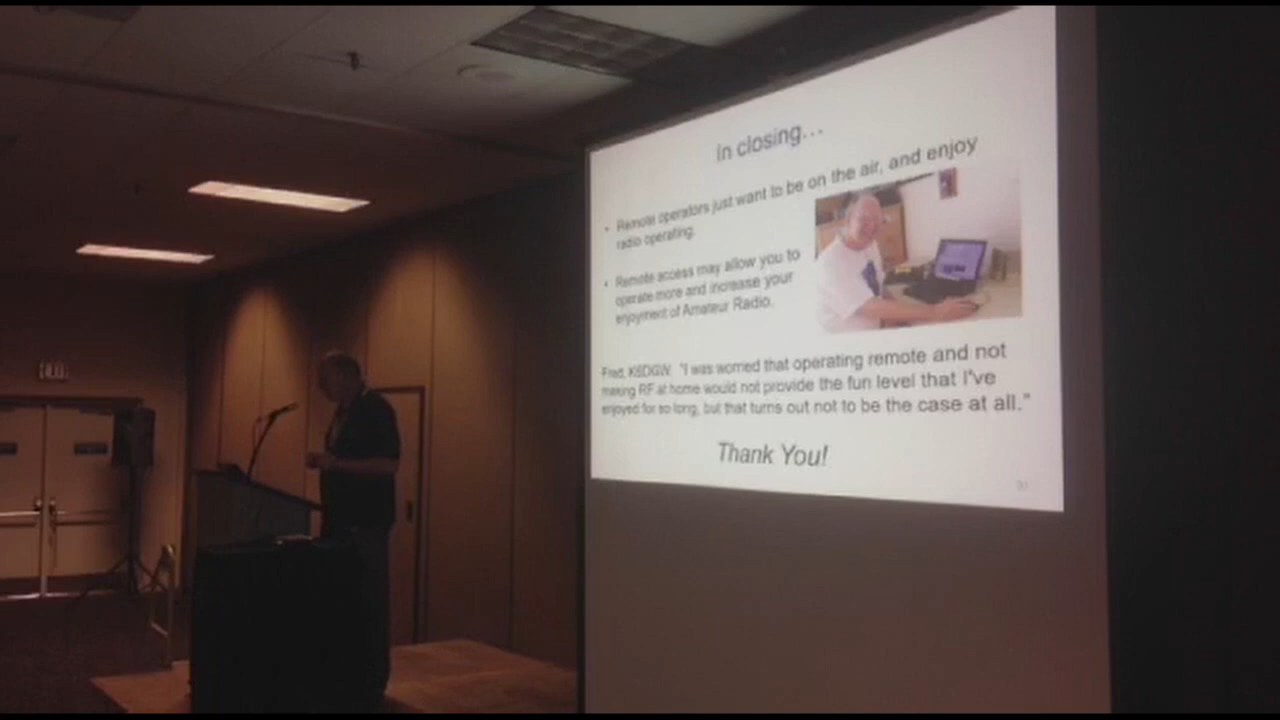 In closing...
• Remote operators just want to be on the air, and enjoy
radio operating.
• Remote access may allow you to
operate more and increase your
enjoyment of Amateur Radio.
Fred, K6DGW: "I was worried that operating remote and not
making RF at home would not provide the fun level that I've
enjoyed for so long, but that turns out not to be the case at all."
Thank You!